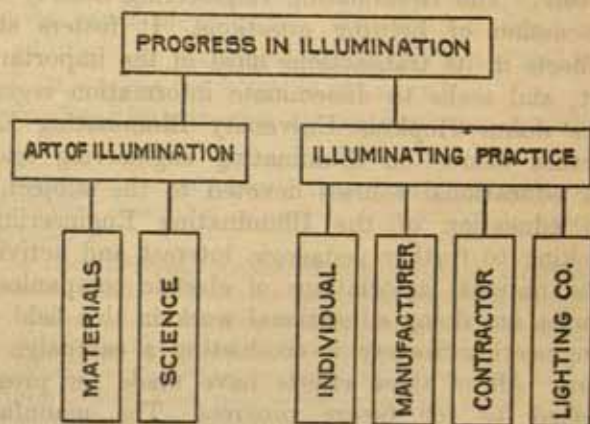 PROGRESS IN ILLUMINATION
ART OF ILLUMINATION
ILLUMINATING PRACTICE
MATERIALS
SCIENCE
INDIVIDUAL
MANUFACTURER
CONTRACTOR
LIGHTING CO.